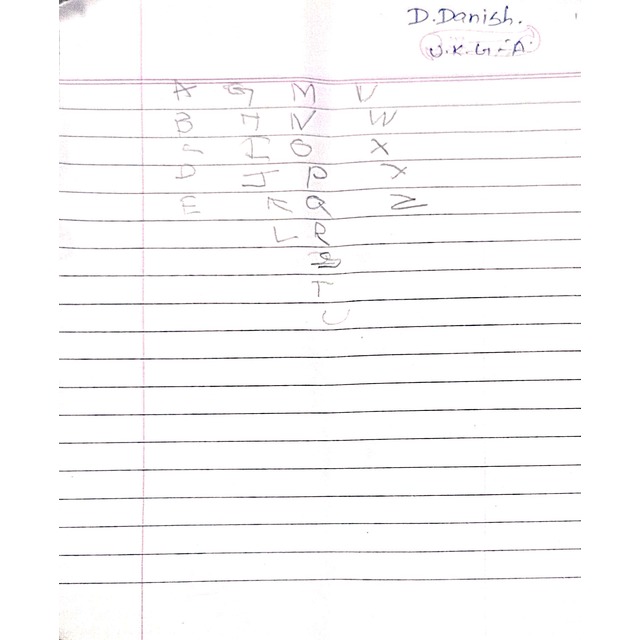 D. Danish.
U.K.G-A.
A G M V
B H N W
C I O X
D J P X
E K Q Z
L R
S
T
U